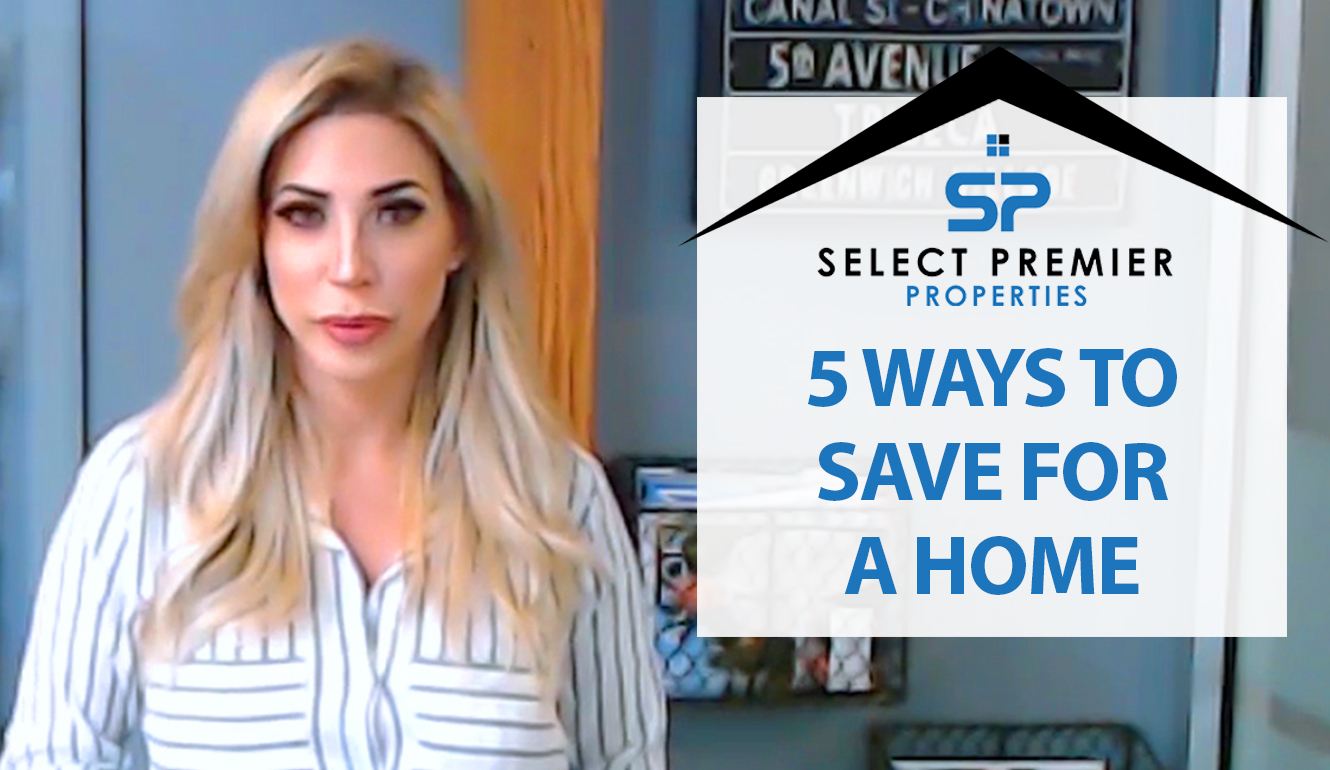 CANAL ST-CHINATOWN
5th AVENUE
SP
SELECT PREMIER
PROPERTIES
5 WAYS TO
SAVE FOR
A HOME